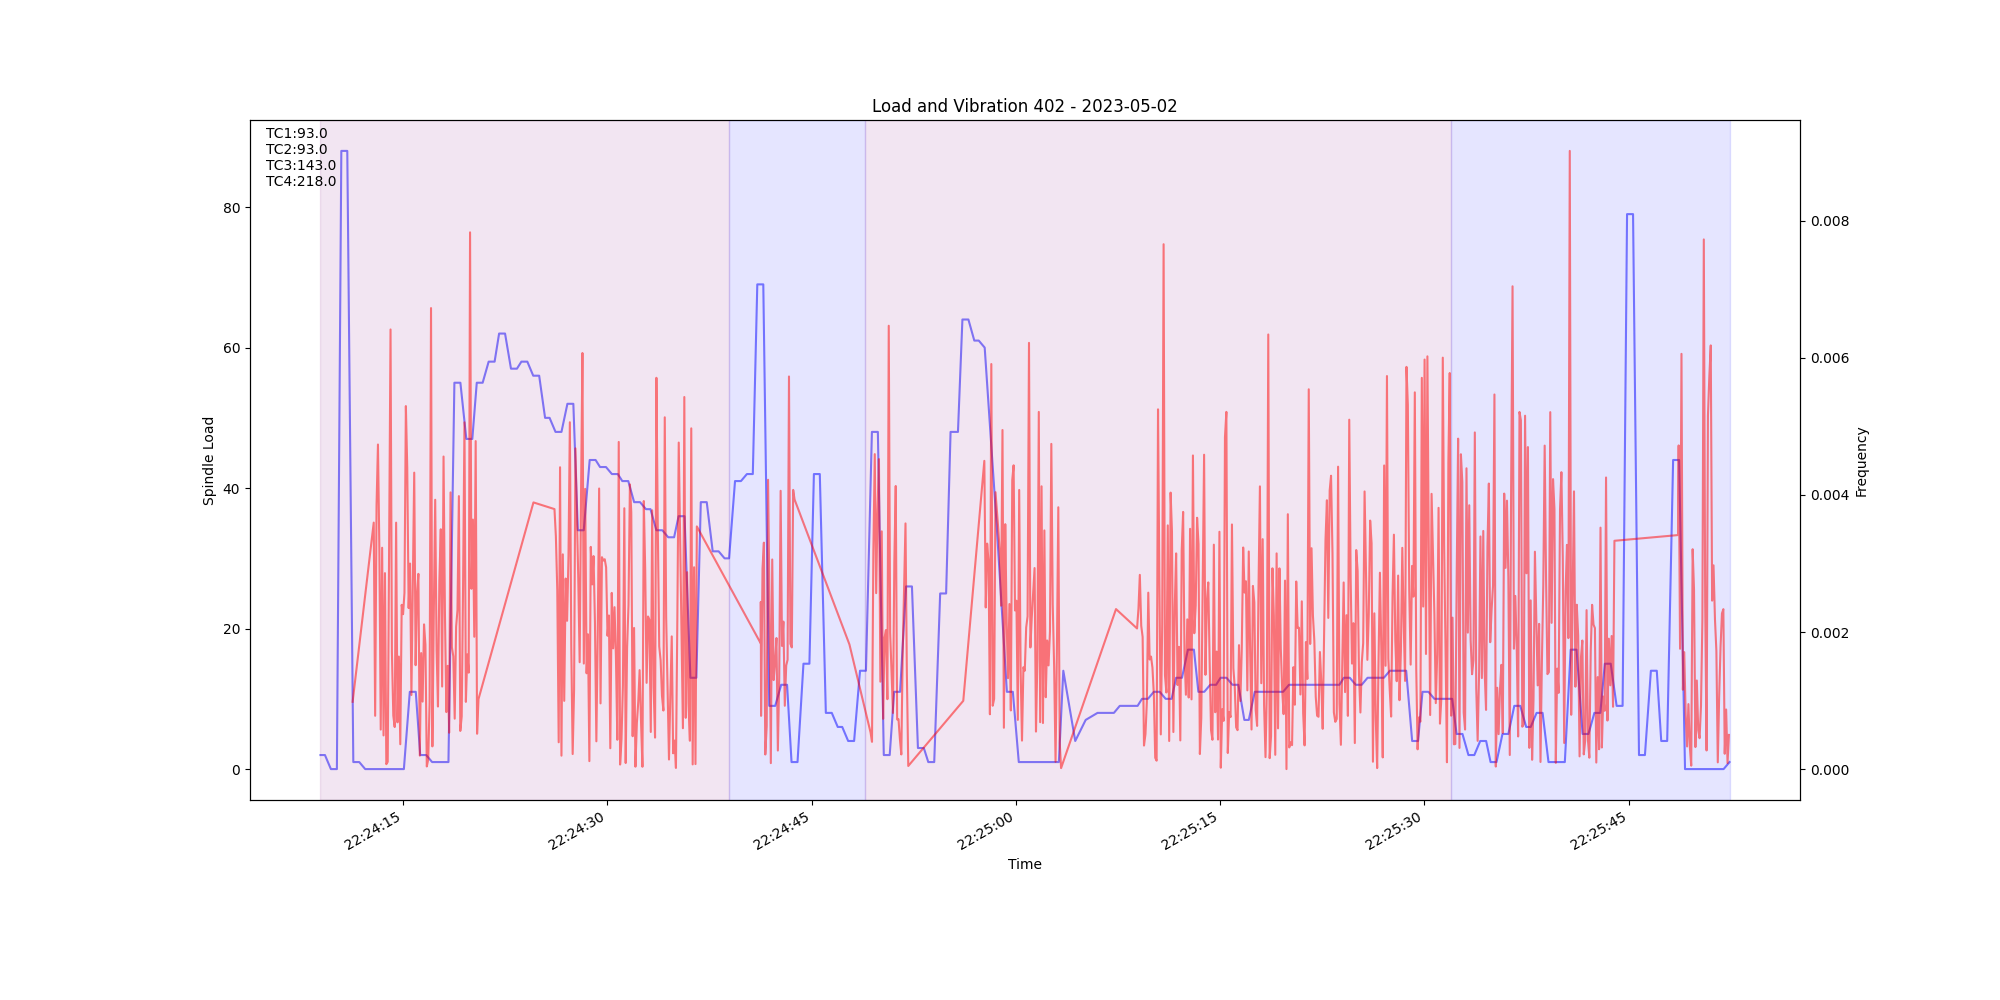 Load and Vibration 402 - 2023-05-02
TC1:93.0
TC2:93.0
TC3:143.0
TC4:218.0
80
60
40
20
0
Spindle Load
0.008
0.006
0.004
0.002
0.000
Frequency
22:24:15
22:24:30
22:24:45
22:25:00
22:25:15
22:25:30
22:25:45
Time